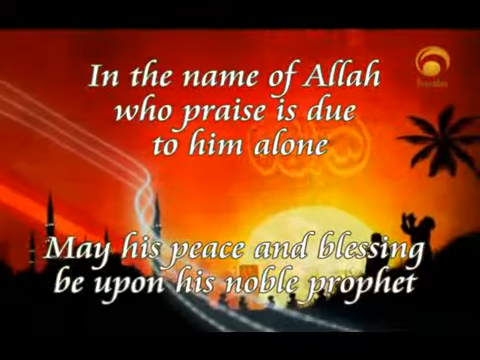 In the name of Allah
who praise is due
to him alone
May his peace and blessing
be upon his noble prophet